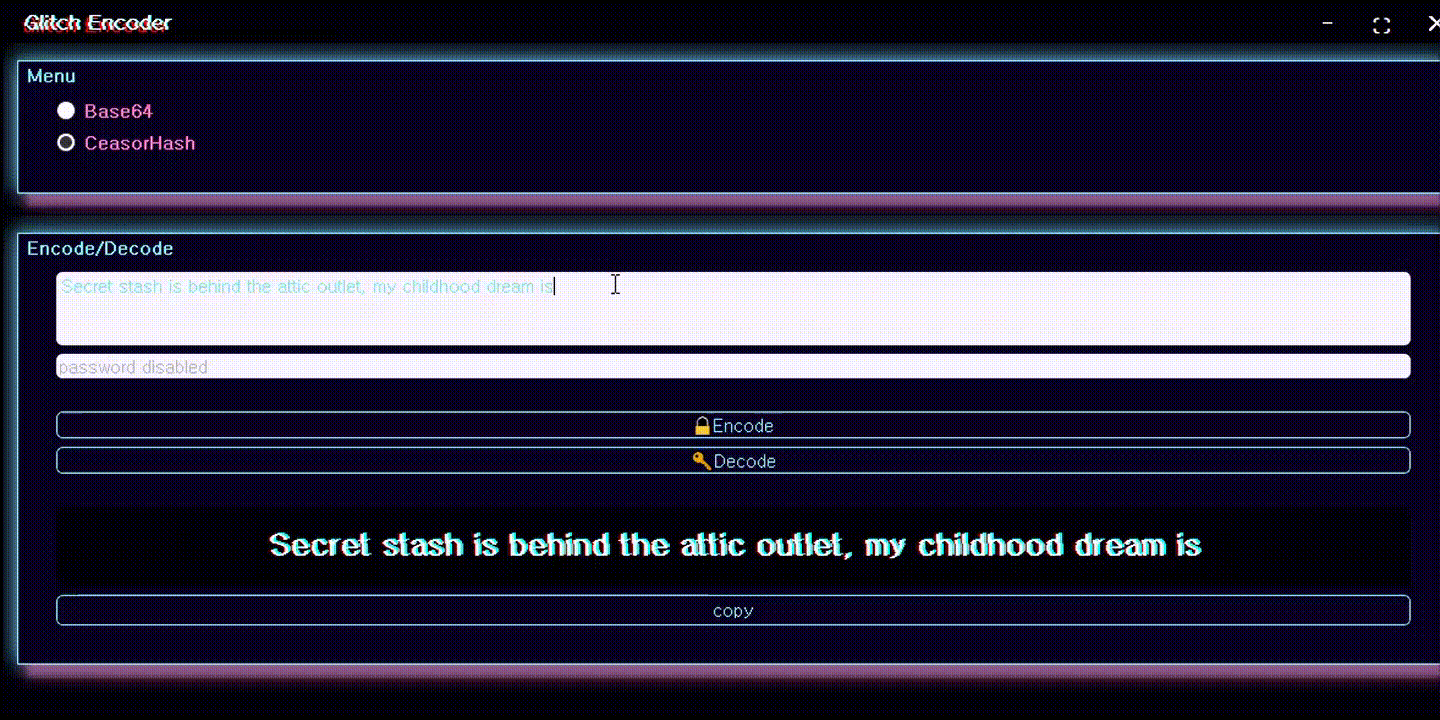 Glitch Encoder
Menu
Base64
CeasorHash
Encode/Decode
Secret stash is behind the attic outlet, my childhood dream is
password disabled
🔒Encode
🔑Decode
Secret stash is behind the attic outlet, my childhood dream is
copy